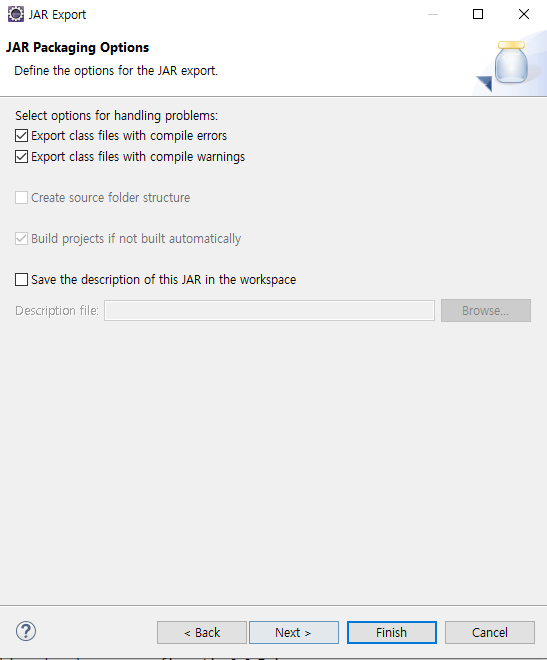 JAR Export
JAR Packaging Options
Define the options for the JAR export.
Select options for handling problems:
Export class files with compile errors
Export class files with compile warnings
Create source folder structure
Build projects if not built automatically
Save the description of this JAR in the workspace
Description file:
Browse...
?
< Back
Next >
Finish
Cancel